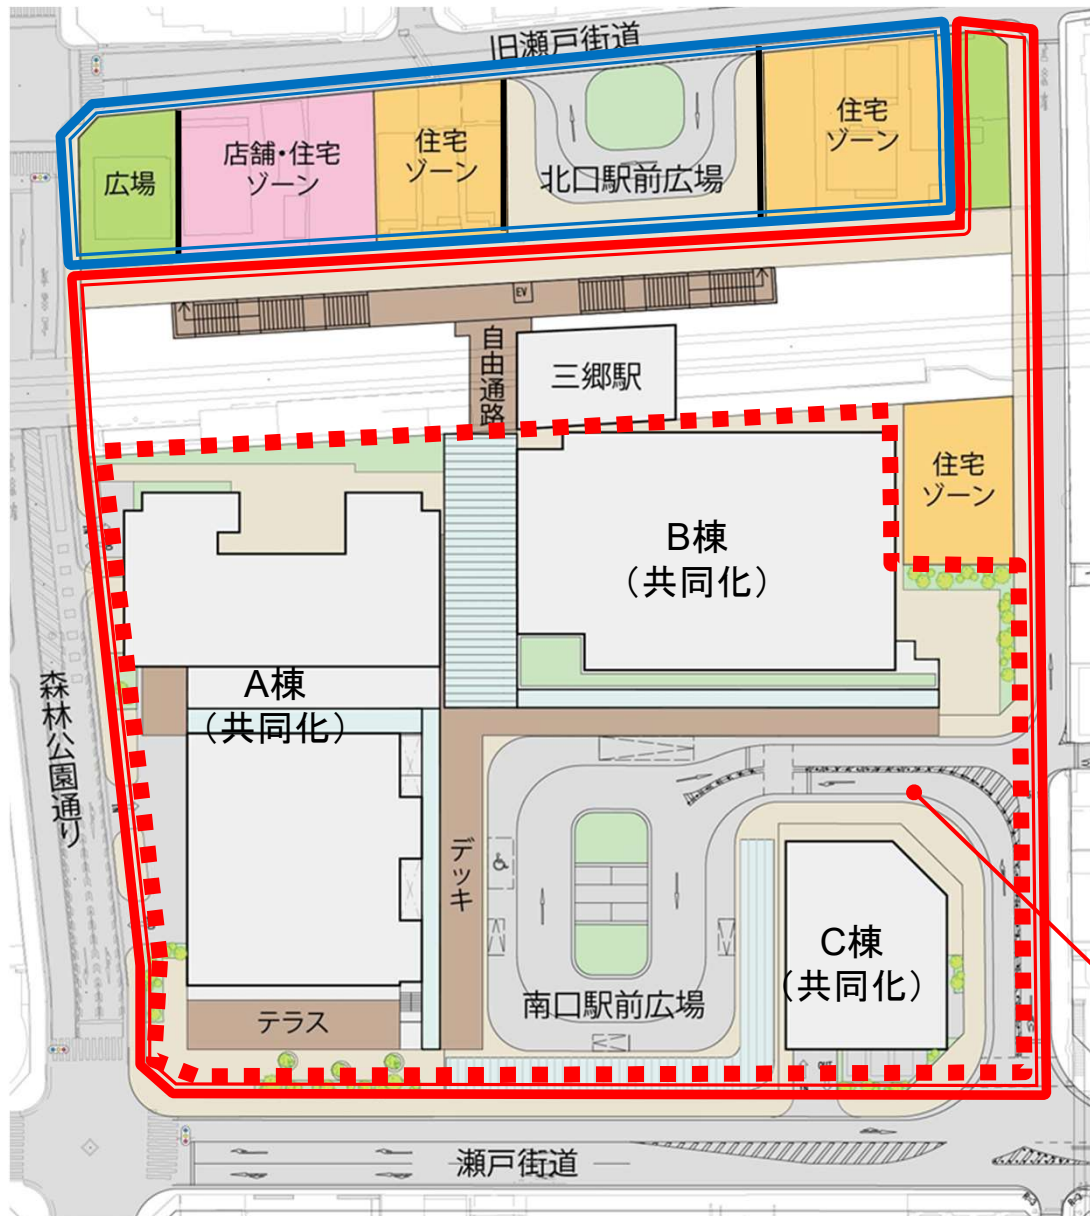 旧瀬戸街道
広場
店舗・住宅
ゾーン
住宅
ゾーン
北口駅前広場
住宅
ゾーン
EV
自由通路
三郷駅
住宅
ゾーン
B棟
（共同化）
A棟
（共同化）
森林公園通り
デッキ
C棟
（共同化）
南口駅前広場
テラス
OUT
瀬戸街道